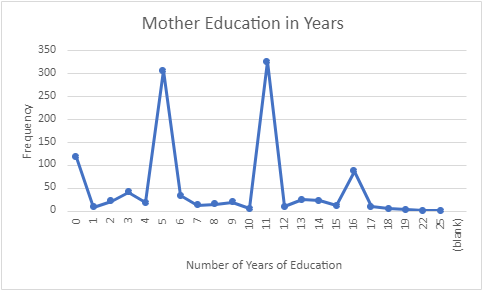 Mother Education in Years
Frequency
350
300
250
200
150
100
50
0
0 1 2 3 4 5 6 7 8 9 10 11 12 13 14 15 16 17 18 19 22 25 (blank)
Number of Years of Education